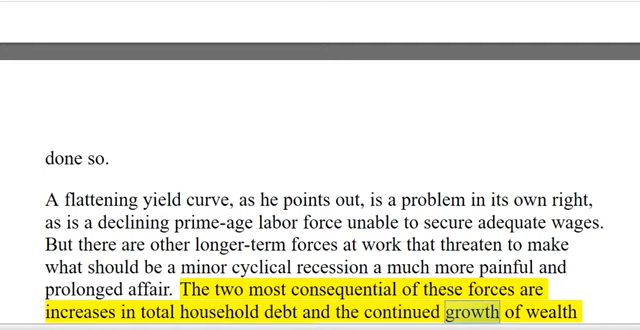 done so.
A flattening yield curve, as he points out, is a problem in its own right,
as is a declining prime-age labor force unable to secure adequate wages.
But there are other longer-term forces at work that threaten to make
what should be a minor cyclical recession a much more painful and
prolonged affair. The two most consequential of these forces are
increases in total household debt and the continued growth of wealth